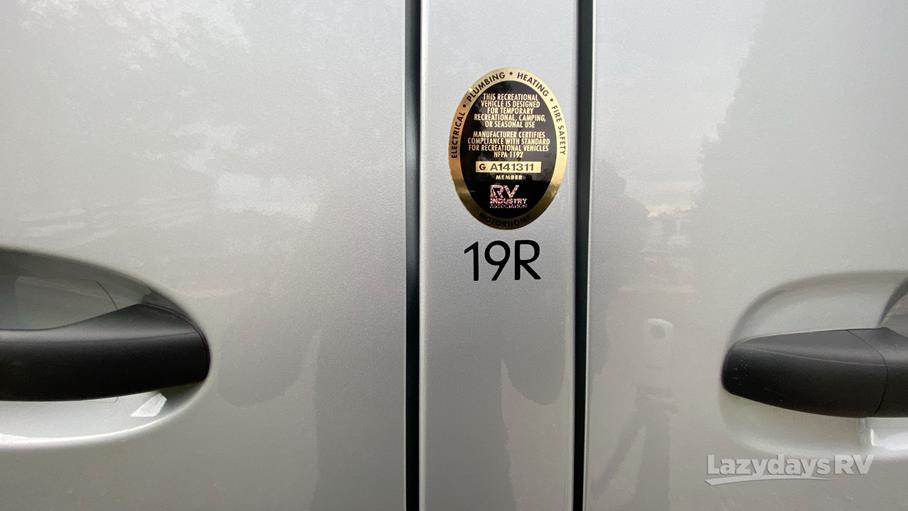 ELECTRICAL • PLUMBING • HEATING • FIRE SAFETY
THIS RECREATIONAL
VEHICLE IS DESIGNED
FOR TEMPORARY
RECREATIONAL, CAMPING,
OR SEASONAL USE
MANUFACTURER CERTIFIES
COMPLIANCE WITH STANDARD
FOR RECREATIONAL VEHICLES
NFPA 1192
G A141311
MEMBER
RV
INDUSTRY
ASSOCIATION
MOTORHOME
19R
LazydaysRV